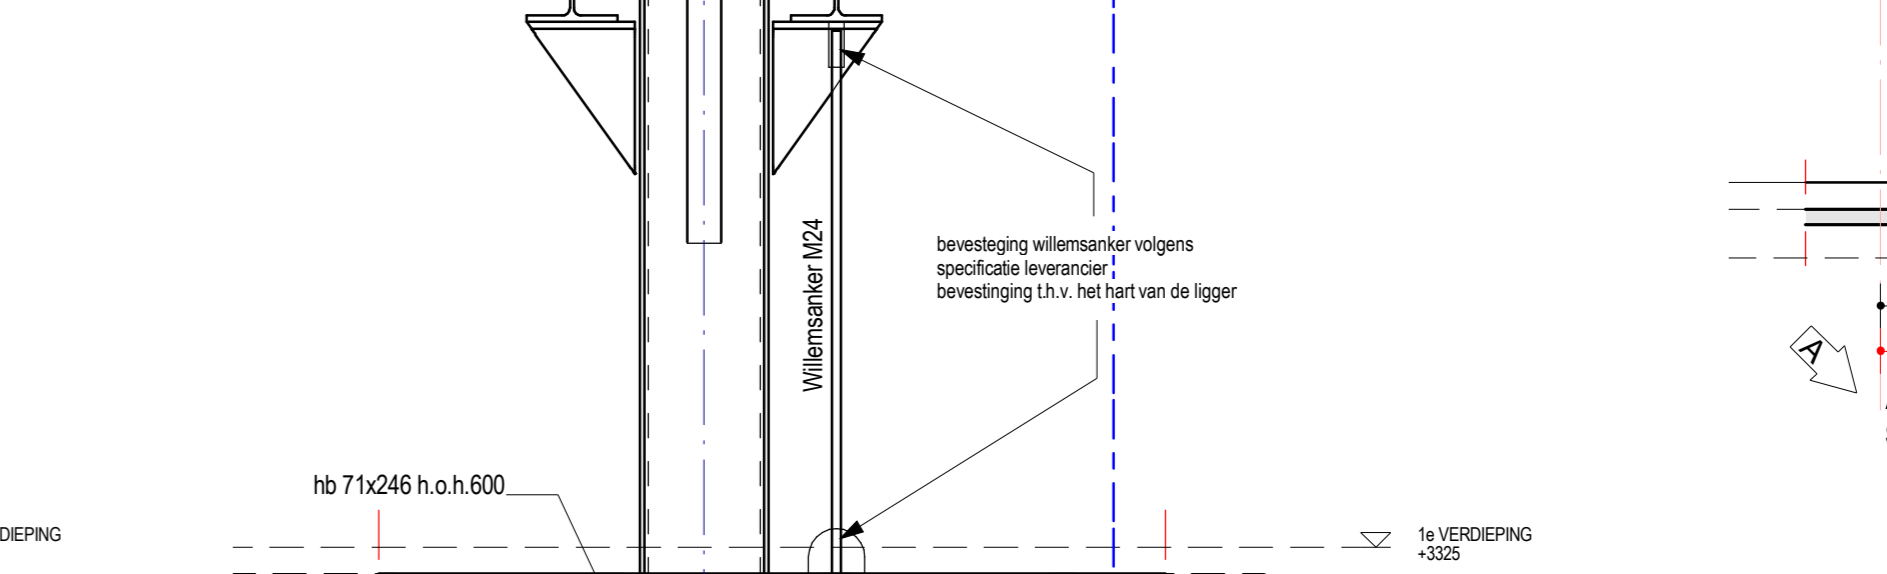 Willemsanker M24
bevesteging willemsanker volgens
specificatie leverancier
bevestinging t.h.v. het hart van de ligger
A
hb 71x246 h.o.h.600
DIEPING
1e VERDIEPING
+3325